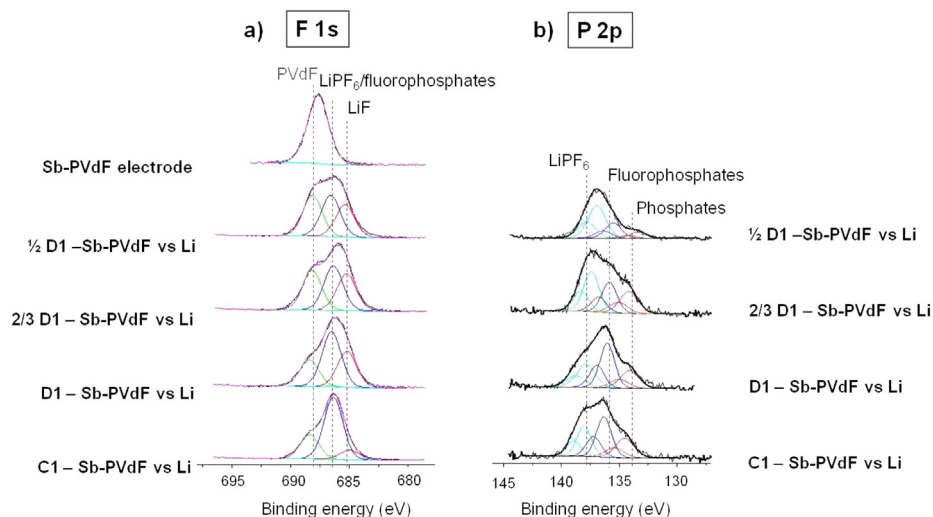 a) F 1s
b) P 2p
PVdF
LiPF₆/fluorophosphates
LiF
Sb-PVdF electrode
LiPF₆
Fluorophosphates
Phosphates
½ D1 –Sb-PVdF vs Li
½ D1 –Sb-PVdF vs Li
2/3 D1 – Sb-PVdF vs Li
2/3 D1 – Sb-PVdF vs Li
D1 – Sb-PVdF vs Li
D1 – Sb-PVdF vs Li
C1 – Sb-PVdF vs Li
C1 – Sb-PVdF vs Li
695 690 685 680
145 140 135 130
Binding energy (eV)
Binding energy (eV)